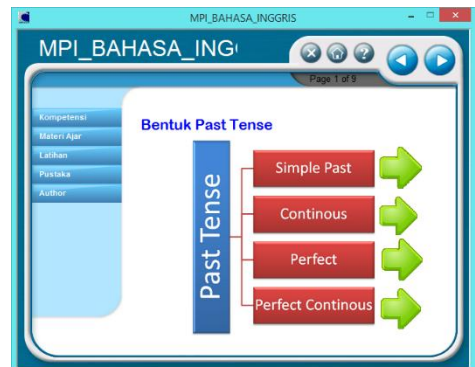 MPI_BAHASA_INGGRIS
MPI_BAHASA_ING
Page 1 of 9
Kompetensi
Materi Ajar
Latihan
Pustaka
Author
Bentuk Past Tense
Past Tense
Simple Past
Continous
Perfect
Perfect Continous